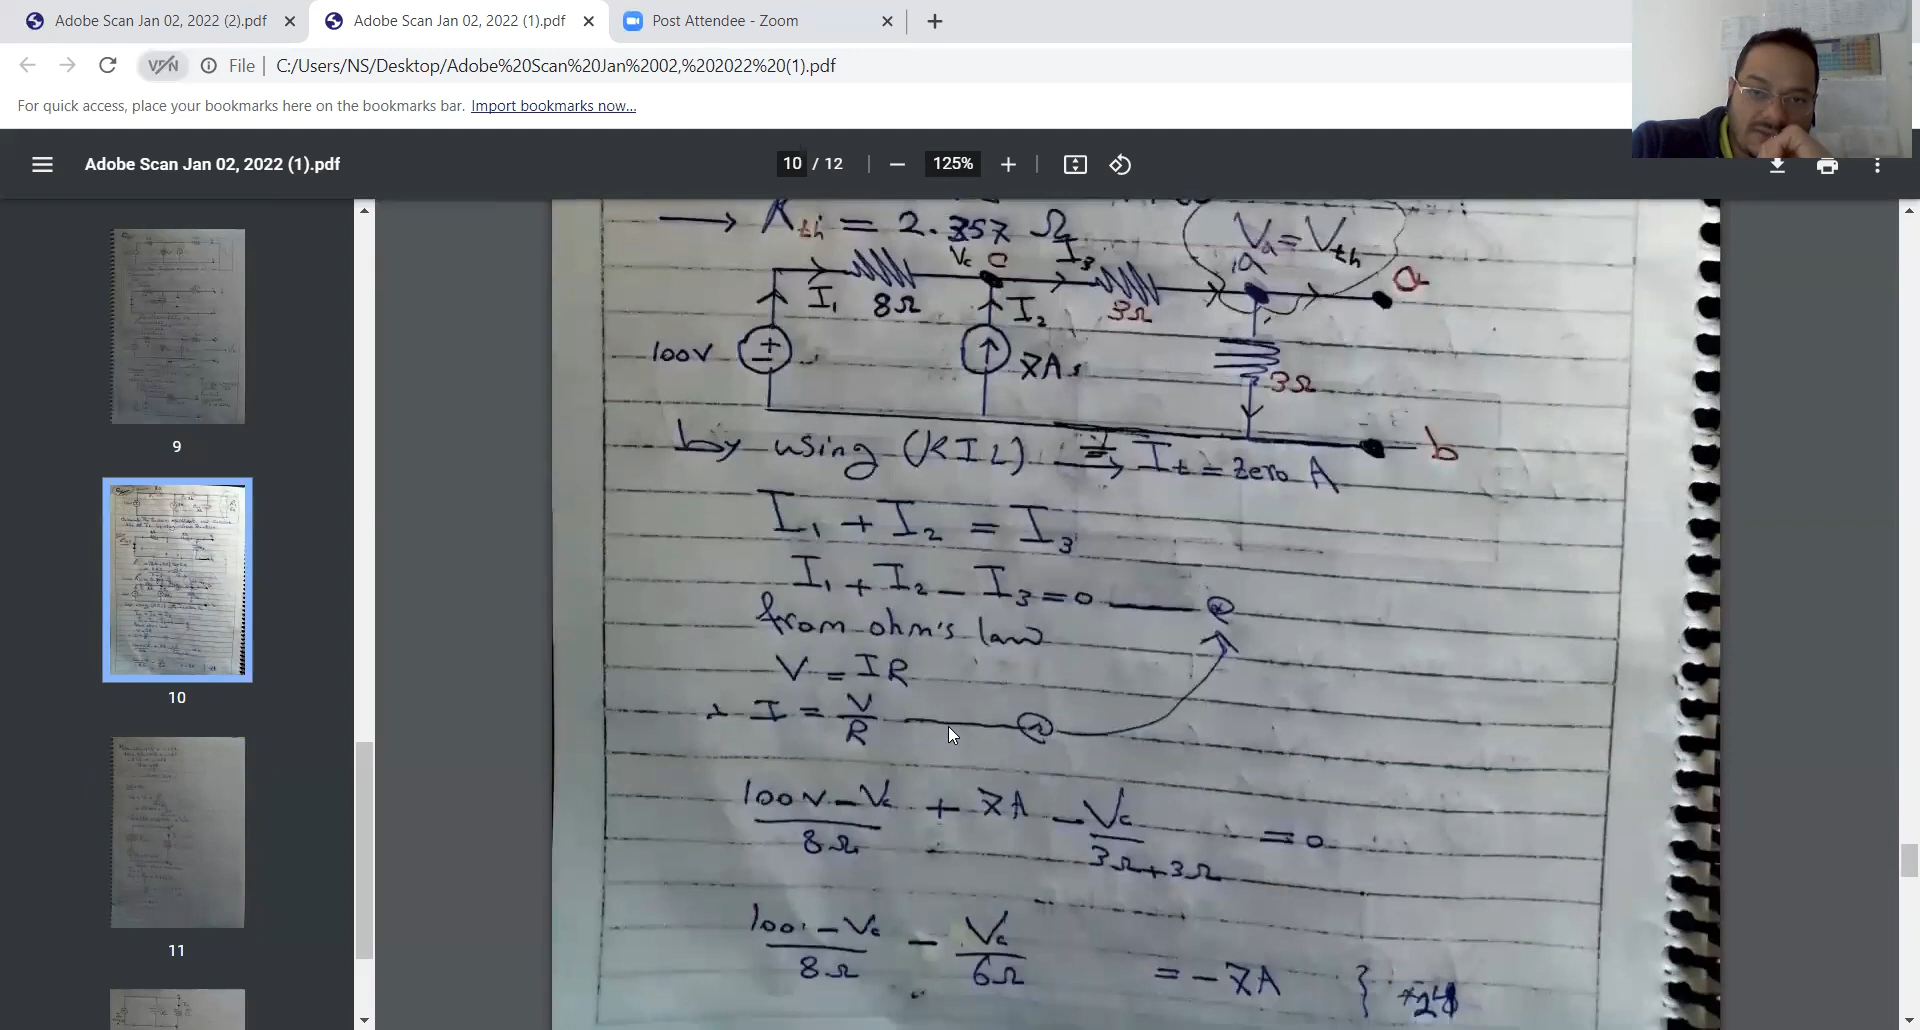 Adobe Scan Jan 02, 2022 (2).pdf
Adobe Scan Jan 02, 2022 (1).pdf
Post Attendee - Zoom
VPN
File
C:/Users/NS/Desktop/Adobe%20Scan%20Jan%2002,%202022%20(1).pdf
For quick access, place your bookmarks here on the bookmarks bar. Import bookmarks now...
Adobe Scan Jan 02, 2022 (1).pdf
10 / 12
125%
9
10
11
Rth = 2.357 Ω
Va = Vth
Vc c I3 a a
I1 8Ω I2 3Ω
100V 7A 3Ω
b
by using (KIL) It = zero A
I1 + I2 = I3
I1 + I2 - I3 = 0
from ohm's law
V = IR
I = V/R
100V - Vc / 8Ω + 7A - Vc / 3Ω+3Ω = 0
100 - Vc / 8Ω - Vc / 6Ω = -7A } *24